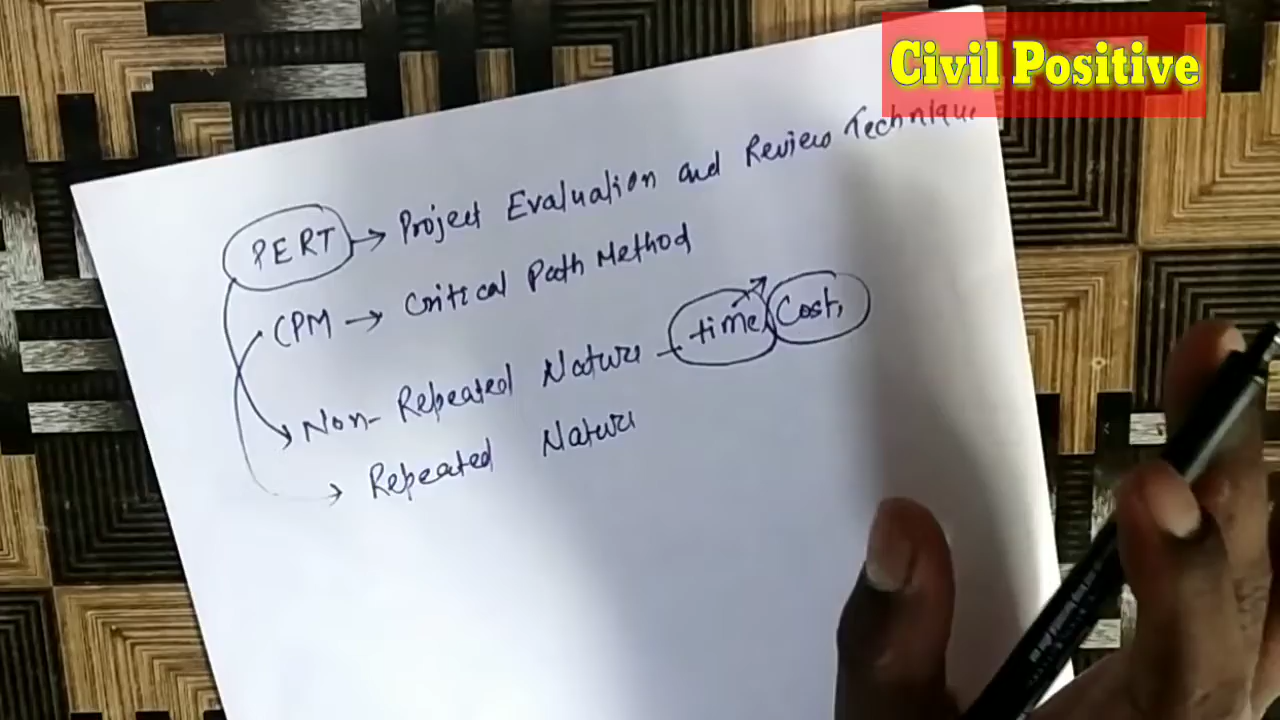 Civil Positive
PERT → Project Evaluation and Review Technique
CPM → Critical Path Method
Non-Repeated Nature - time, Cost,
Repeated Nature